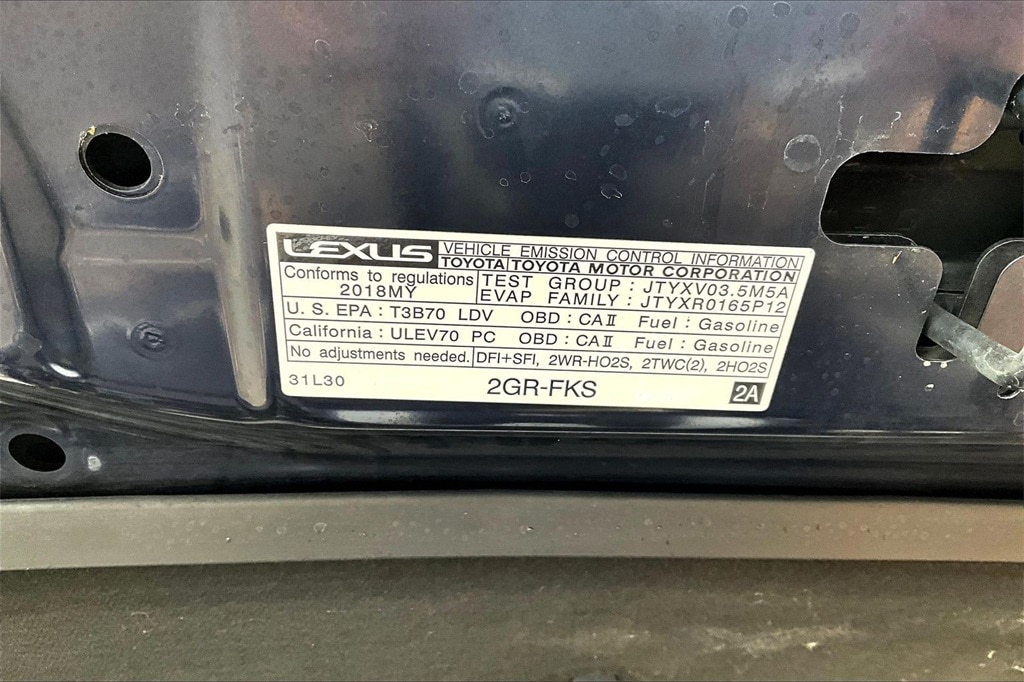 LEXUS VEHICLE EMISSION CONTROL INFORMATION
TOYOTA/TOYOTA MOTOR CORPORATION
Conforms to regulations
2018MY
TEST GROUP : JTYXV03.5M5A
EVAP FAMILY : JTYXR0165P12
U. S. EPA : T3B70 LDV OBD : CAⅡ Fuel : Gasoline
California : ULEV70 PC OBD : CAⅡ Fuel : Gasoline
No adjustments needed. DFI+SFI, 2WR-HO2S, 2TWC(2), 2HO2S
31L30 2GR-FKS 2A